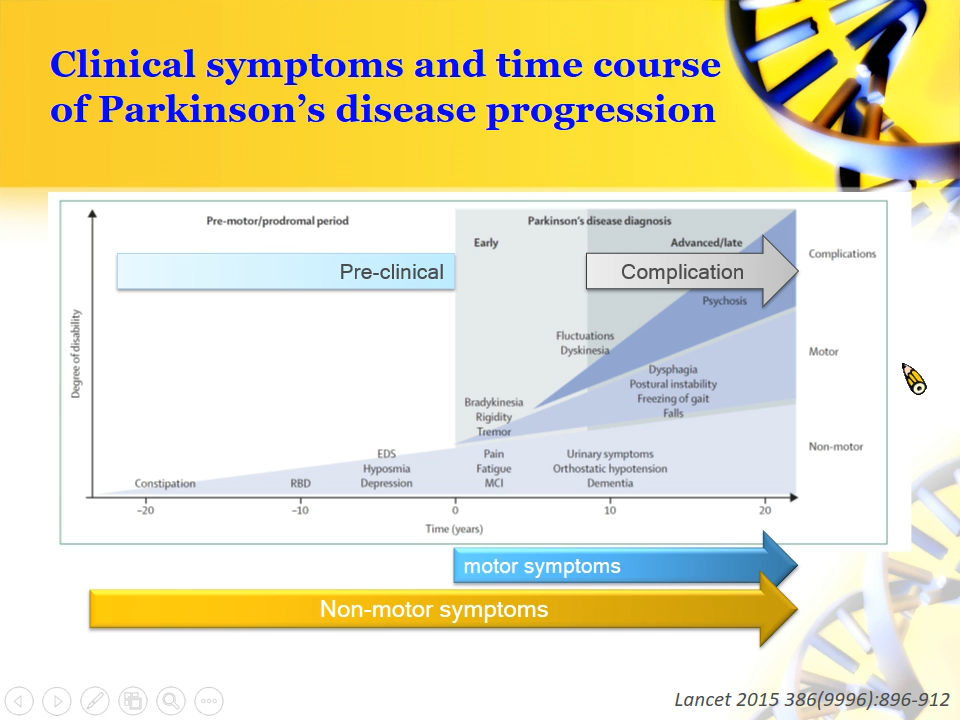 Clinical symptoms and time course
of Parkinson's disease progression
Pre-motor/prodromal period
Parkinson's disease diagnosis
Early
Advanced/late
Complications
Pre-clinical
Complication
Psychosis
Degree of disability
Fluctuations
Dyskinesia
Motor
Dysphagia
Postural instability
Freezing of gait
Falls
Bradykinesia
Rigidity
Tremor
Non-motor
EDS
Hyposmia
Depression
Pain
Fatigue
MCI
Urinary symptoms
Orthostatic hypotension
Dementia
Constipation
RBD
–20
–10
0
10
20
Time (years)
motor symptoms
Non-motor symptoms
Lancet 2015 386(9996):896-912